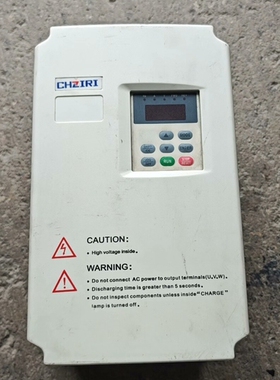 CHZIRI
RUN
CAUTION:
• High voltage inside.
WARNING:
• Do not connect AC power to output terminals(U,V,W).
• Discharging time is greater than 5 seconds.
• Do not inspect components unless inside"CHARGE"
lamp is turned off.